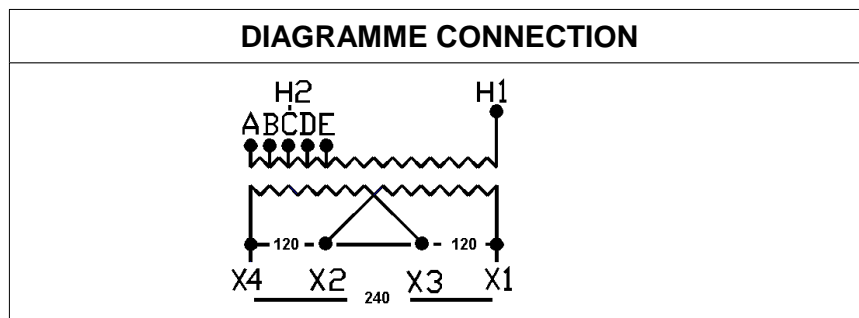 DIAGRAMME CONNECTION
H2 H1
ABCDE
120 120
X4 X2 X3 X1
240